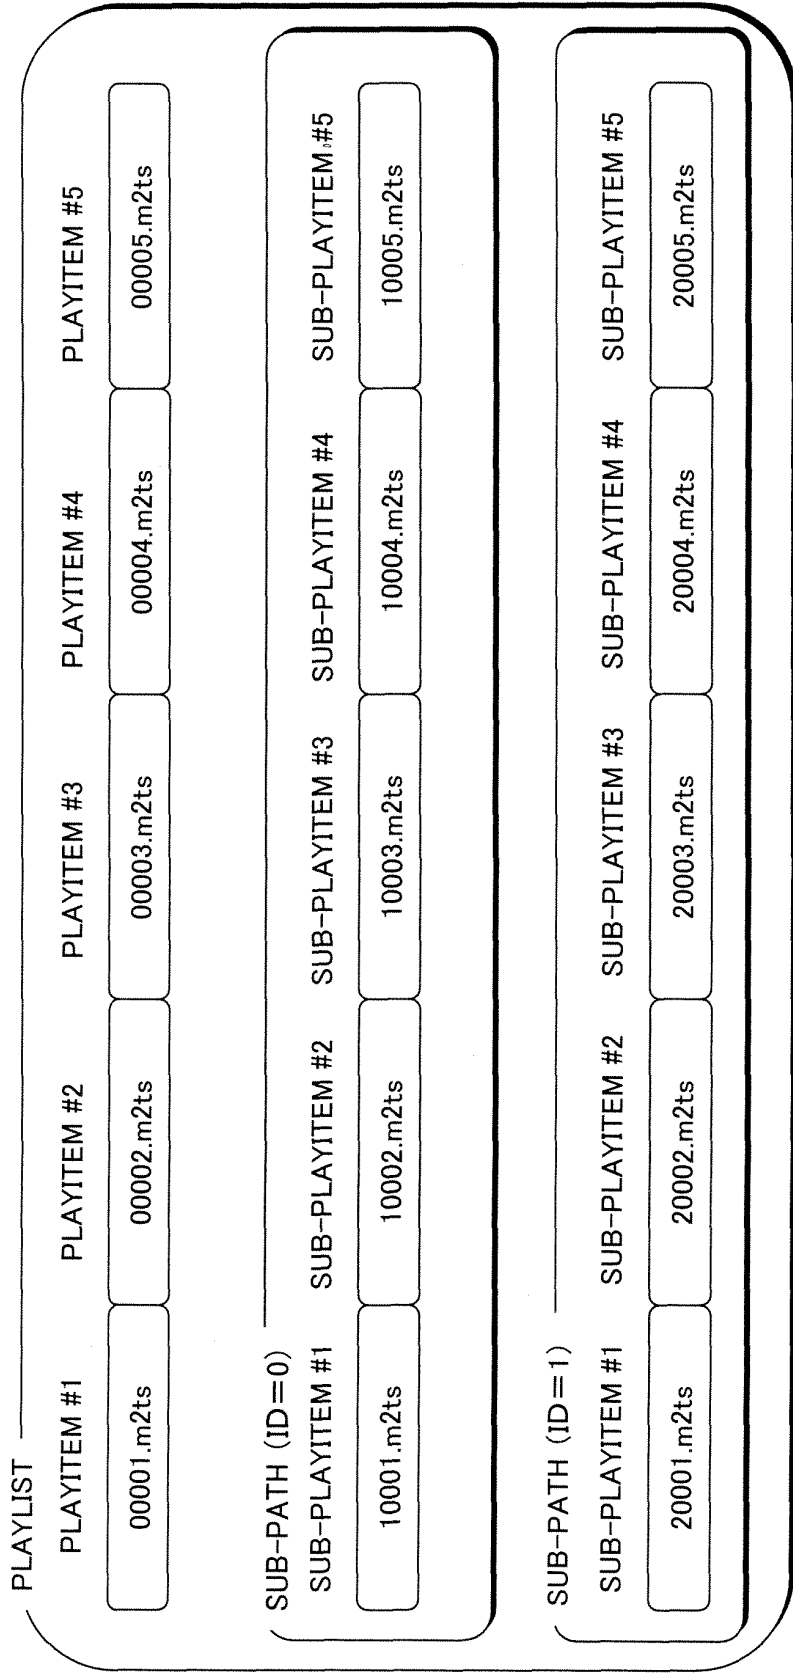 PLAYLIST
PLAYITEM #1 PLAYITEM #2 PLAYITEM #3 PLAYITEM #4 PLAYITEM #5
00001.m2ts 00002.m2ts 00003.m2ts 00004.m2ts 00005.m2ts
SUB-PATH (ID=0)
SUB-PLAYITEM #1 SUB-PLAYITEM #2 SUB-PLAYITEM #3 SUB-PLAYITEM #4 SUB-PLAYITEM #5
10001.m2ts 10002.m2ts 10003.m2ts 10004.m2ts 10005.m2ts
SUB-PATH (ID=1)
SUB-PLAYITEM #1 SUB-PLAYITEM #2 SUB-PLAYITEM #3 SUB-PLAYITEM #4 SUB-PLAYITEM #5
20001.m2ts 20002.m2ts 20003.m2ts 20004.m2ts 20005.m2ts